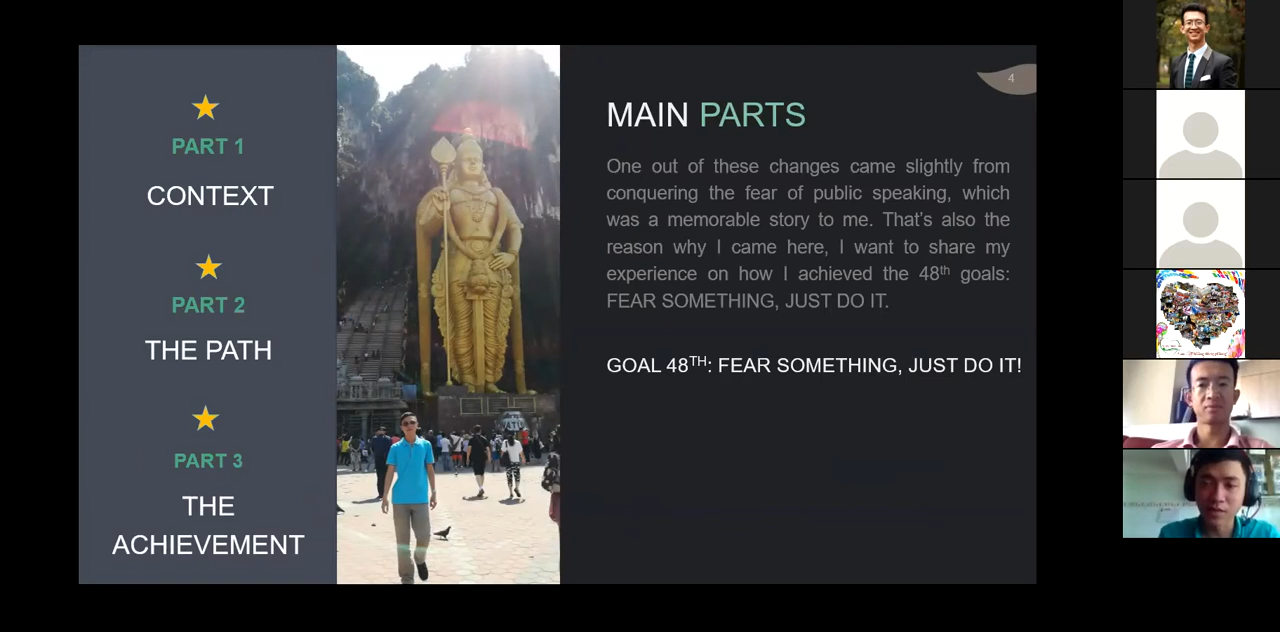 PART 1
CONTEXT
PART 2
THE PATH
PART 3
THE
ACHIEVEMENT
4
MAIN PARTS
One out of these changes came slightly from
conquering the fear of public speaking, which
was a memorable story to me. That's also the
reason why I came here, I want to share my
experience on how I achieved the 48th goals:
FEAR SOMETHING, JUST DO IT.
GOAL 48TH: FEAR SOMETHING, JUST DO IT!